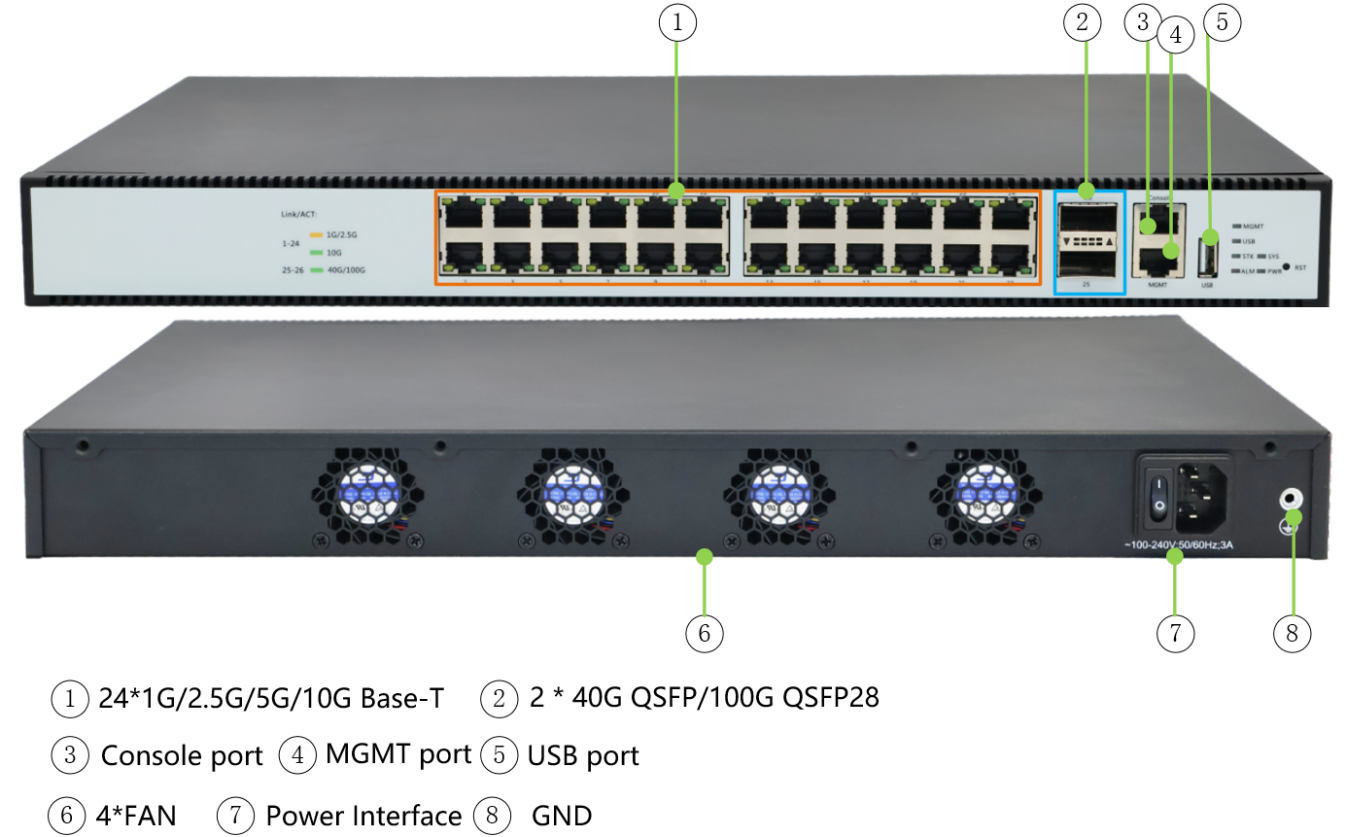 ① ② ③ ④ ⑤
Console
Link/ACT:
1G/2.5G
1-24
10G
25-26 40G/100G
MGMT
USB
STK SYS
ALM PWR RST
25 MGMT USB
~100-240V;50/60Hz;3A
⑥ ⑦ ⑧
① 24*1G/2.5G/5G/10G Base-T ② 2 * 40G QSFP/100G QSFP28
③ Console port ④ MGMT port ⑤ USB port
⑥ 4*FAN ⑦ Power Interface ⑧ GND